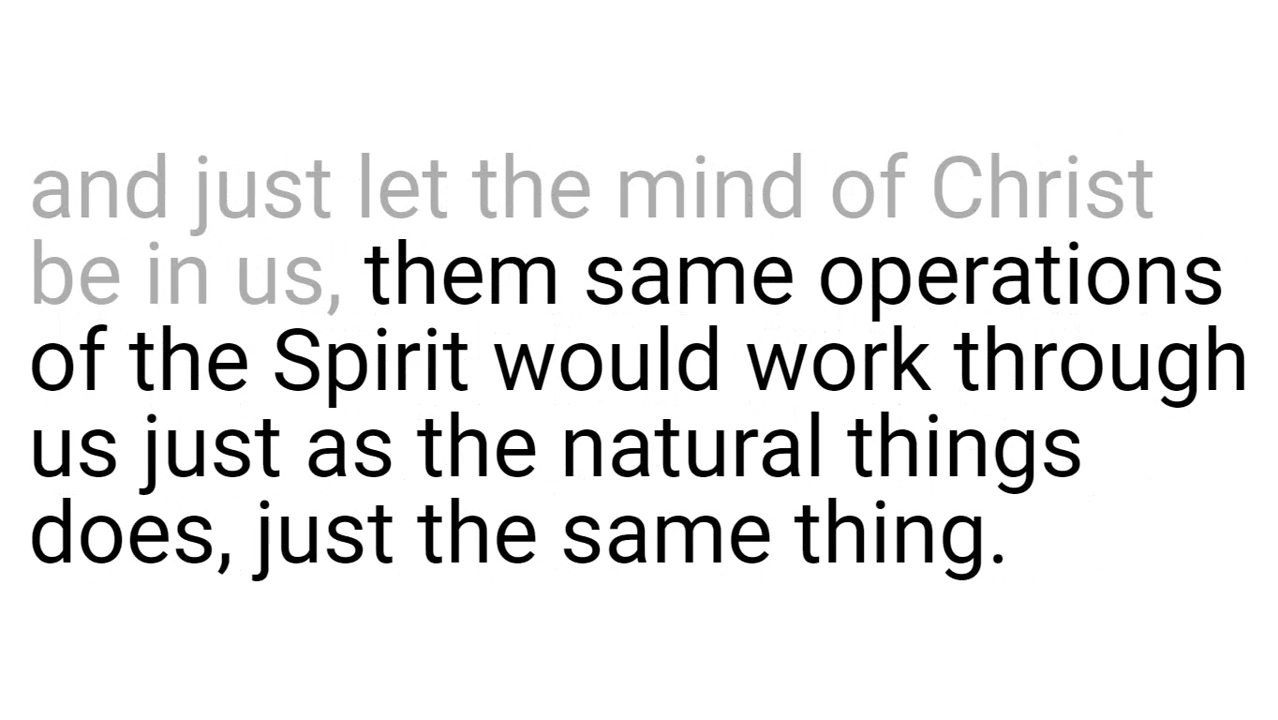 and just let the mind of Christ
be in us, them same operations
of the Spirit would work through
us just as the natural things
does, just the same thing.